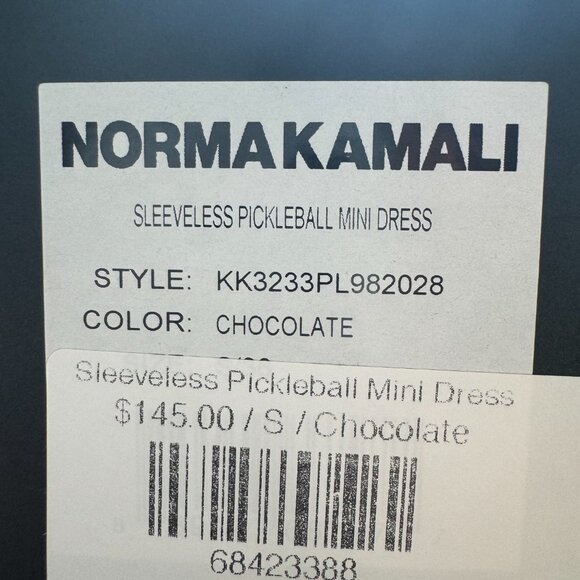 NORMA KAMALI
SLEEVELESS PICKLEBALL MINI DRESS
STYLE: KK3233PL982028
COLOR: CHOCOLATE
Sleeveless Pickleball Mini Dress
$145.00 / S / Chocolate
68423388